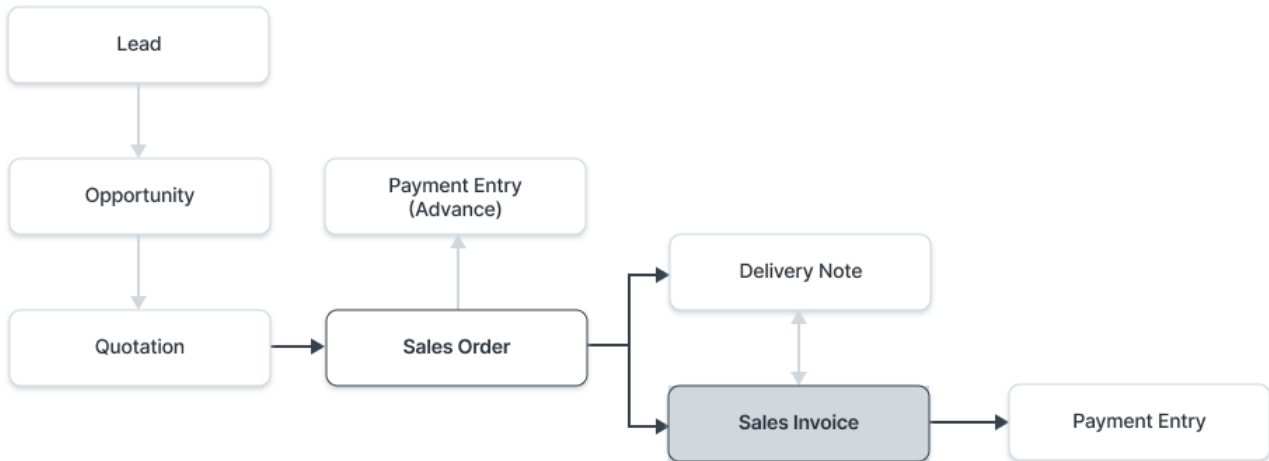 Lead
Opportunity
Payment Entry
(Advance)
Delivery Note
Quotation
Sales Order
Sales Invoice
Payment Entry